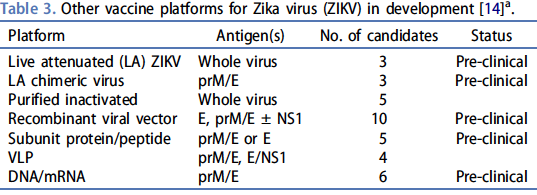 Table 3. Other vaccine platforms for Zika virus (ZIKV) in development [14]a.
Platform Antigen(s) No. of candidates Status
Live attenuated (LA) ZIKV Whole virus 3 Pre-clinical
LA chimeric virus prM/E 3 Pre-clinical
Purified inactivated Whole virus 5
Recombinant viral vector E, prM/E ± NS1 10 Pre-clinical
Subunit protein/peptide prM/E or E 5 Pre-clinical
VLP prM/E, E/NS1 4
DNA/mRNA prM/E 6 Pre-clinical